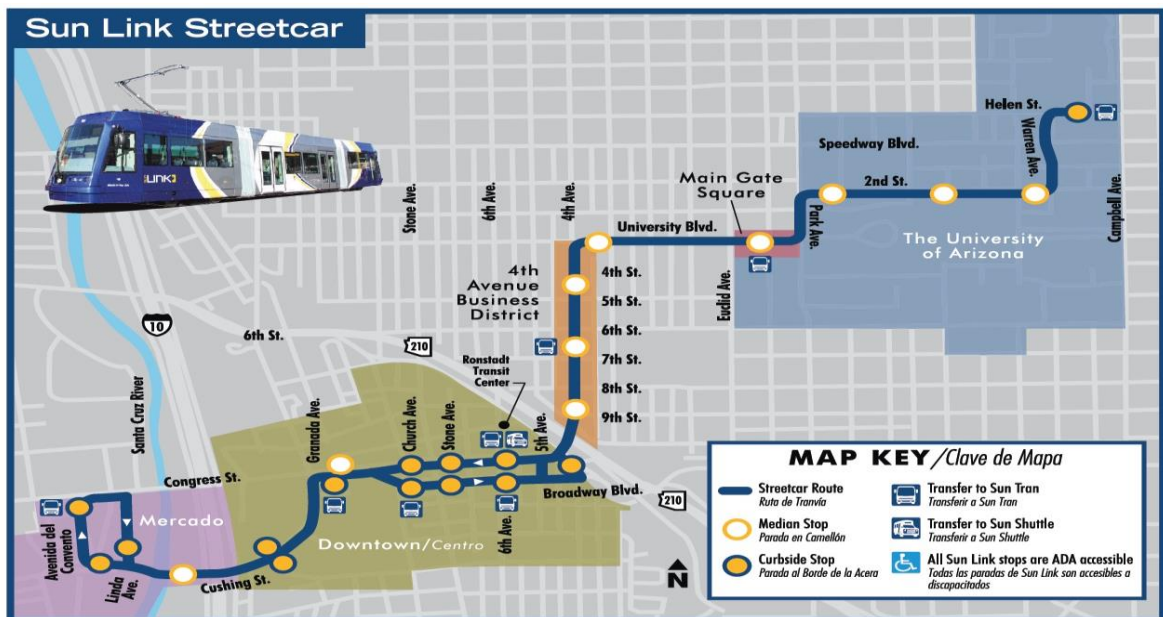 Sun Link Streetcar
LINK
Helen St.
Speedway Blvd.
Warren Ave.
Main Gate
Square
2nd St.
Stone Ave.
6th Ave.
4th Ave.
University Blvd.
Park Ave.
Campbell Ave.
The University
of Arizona
4th
Avenue
Business
District
4th St.
5th St.
6th St.
7th St.
8th St.
9th St.
Euclid Ave.
10
6th St.
210
Ronstadt
Transit
Center
Santa Cruz River
Granada Ave.
Church Ave.
Stone Ave.
5th Ave.
Congress St.
Broadway Blvd.
210
Mercado
Avenida del
Convento
Downtown/Centro
6th Ave.
Linda
Ave.
Cushing St.
N
MAP KEY/Clave de Mapa
Streetcar Route
Ruta de Tranvía
Median Stop
Parada en Camellón
Curbside Stop
Parada al Borde de la Acera
Transfer to Sun Tran
Transferir a Sun Tran
Transfer to Sun Shuttle
Transferir a Sun Shuttle
All Sun Link stops are ADA accessible
Todas las paradas de Sun Link son accesibles a
discapacitados